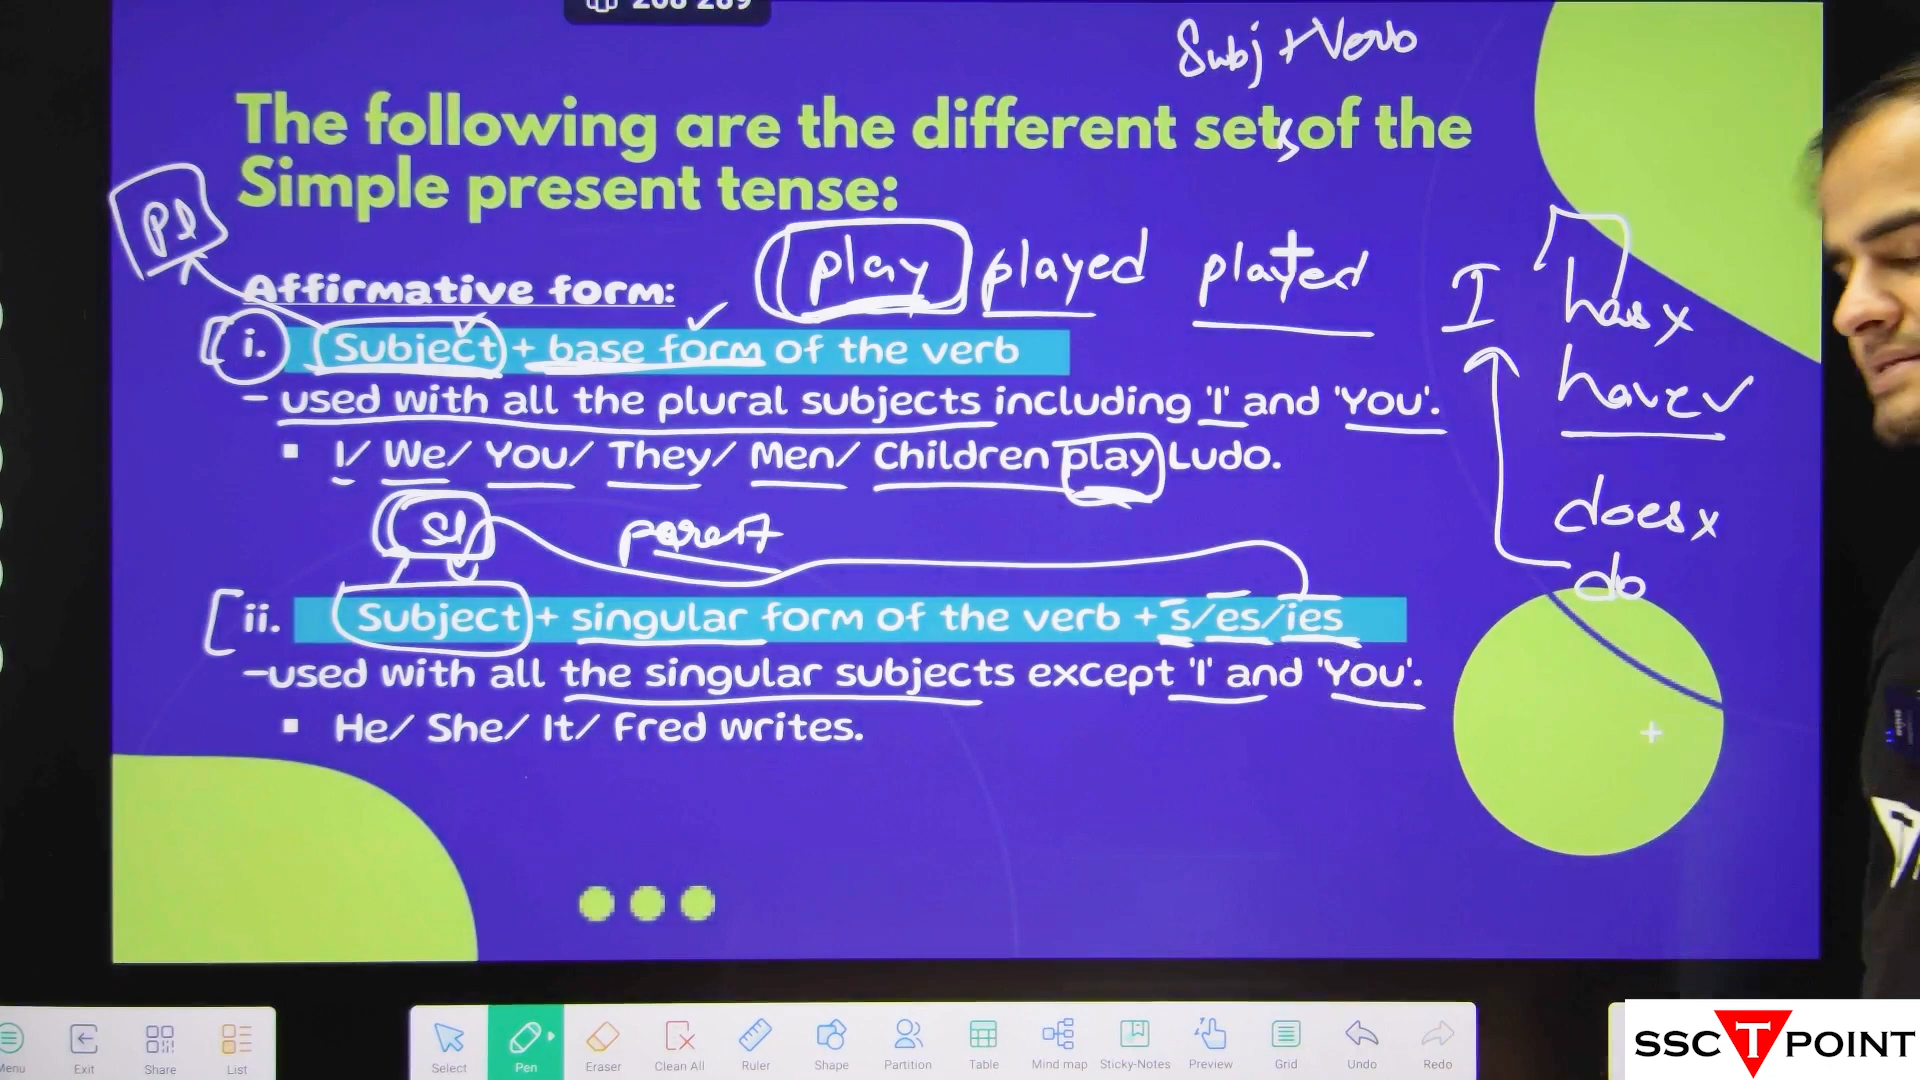 Subj + Verb
The following are the different sets of the
Simple present tense:
Pl
Affirmative form:
play played played I has x
i. Subject + base form of the verb
- used with all the plural subjects including 'I' and 'You'. have ✓
▪ I/ We/ You/ They/ Men/ Children play Ludo.
does x
parent
do
ii. Subject + singular form of the verb + s/es/ies
-used with all the singular subjects except 'I' and 'You'.
▪ He/ She/ It/ Fred writes.
Menu Exit Share List Select Pen Eraser Clean All Ruler Shape Partition Table Mind map Sticky-Notes Preview Grid Undo Redo
SSC T POINT